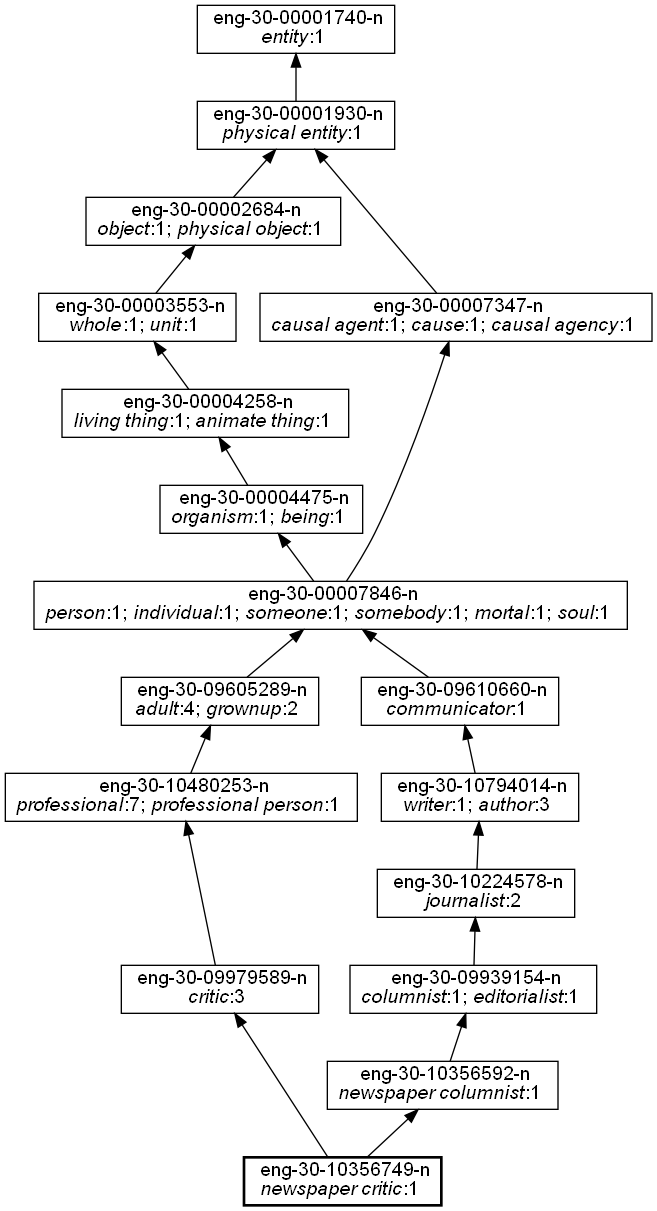 eng-30-00001740-n
entity:1
eng-30-00001930-n
physical entity:1
eng-30-00002684-n
object:1; physical object:1
eng-30-00003553-n
whole:1; unit:1
eng-30-00007347-n
causal agent:1; cause:1; causal agency:1
eng-30-00004258-n
living thing:1; animate thing:1
eng-30-00004475-n
organism:1; being:1
eng-30-00007846-n
person:1; individual:1; someone:1; somebody:1; mortal:1; soul:1
eng-30-09605289-n
adult:4; grownup:2
eng-30-09610660-n
communicator:1
eng-30-10480253-n
professional:7; professional person:1
eng-30-10794014-n
writer:1; author:3
eng-30-10224578-n
journalist:2
eng-30-09979589-n
critic:3
eng-30-09939154-n
columnist:1; editorialist:1
eng-30-10356592-n
newspaper columnist:1
eng-30-10356749-n
newspaper critic:1